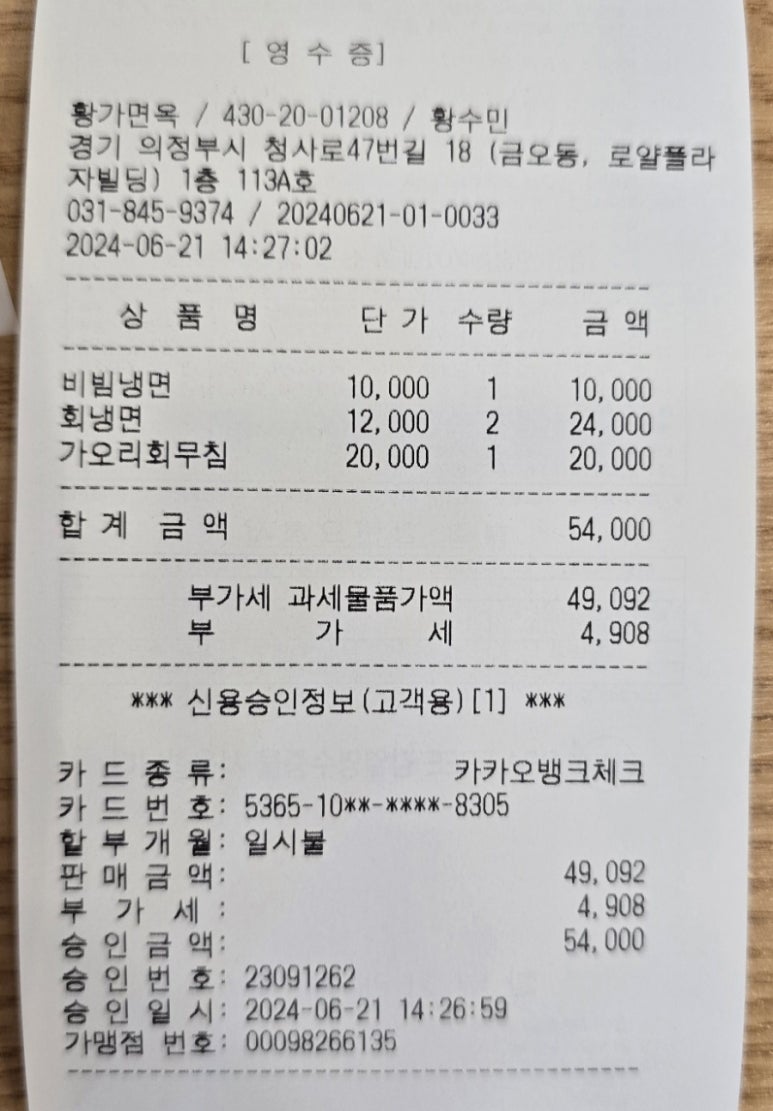 [ 영 수 증]
황가면옥 / 430-20-01208 / 황수민
경기 의정부시 청사로47번길 18 (금오동, 로얄플라
자빌딩) 1층 113A호
031-845-9374 / 20240621-01-0033
2024-06-21 14:27:02
상 품 명 단 가 수량 금 액
비빔냉면 10,000 1 10,000
회냉면 12,000 2 24,000
가오리회무침 20,000 1 20,000
합 계 금 액 54,000
부가세 과세물품가액 49,092
부 가 세 4,908
*** 신용승인정보(고객용)[1] ***
카 드 종 류: 카카오뱅크체크
카 드 번 호: 5365-10**-****-8305
할 부 개 월: 일시불
판 매 금 액: 49,092
부 가 세 : 4,908
승 인 금 액: 54,000
승 인 번 호: 23091262
승 인 일 시: 2024-06-21 14:26:59
가맹점 번호: 00098266135